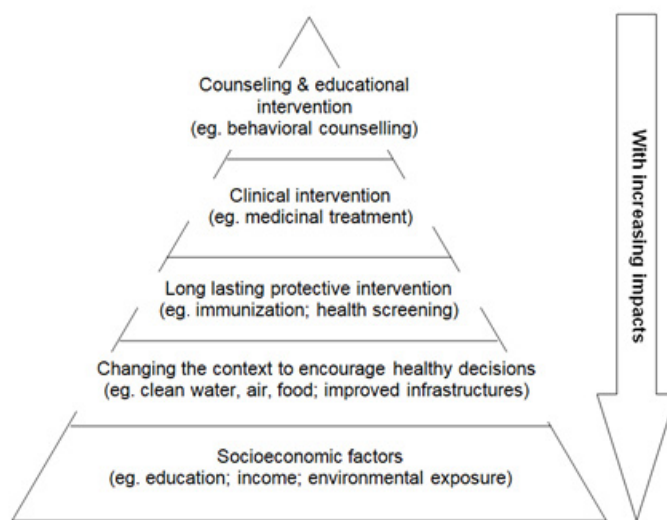 Counseling & educational
intervention
(eg. behavioral counselling)
Clinical intervention
(eg. medicinal treatment)
Long lasting protective intervention
(eg. immunization; health screening)
Changing the context to encourage healthy decisions
(eg. clean water, air, food; improved infrastructures)
Socioeconomic factors
(eg. education; income; environmental exposure)
With increasing impacts